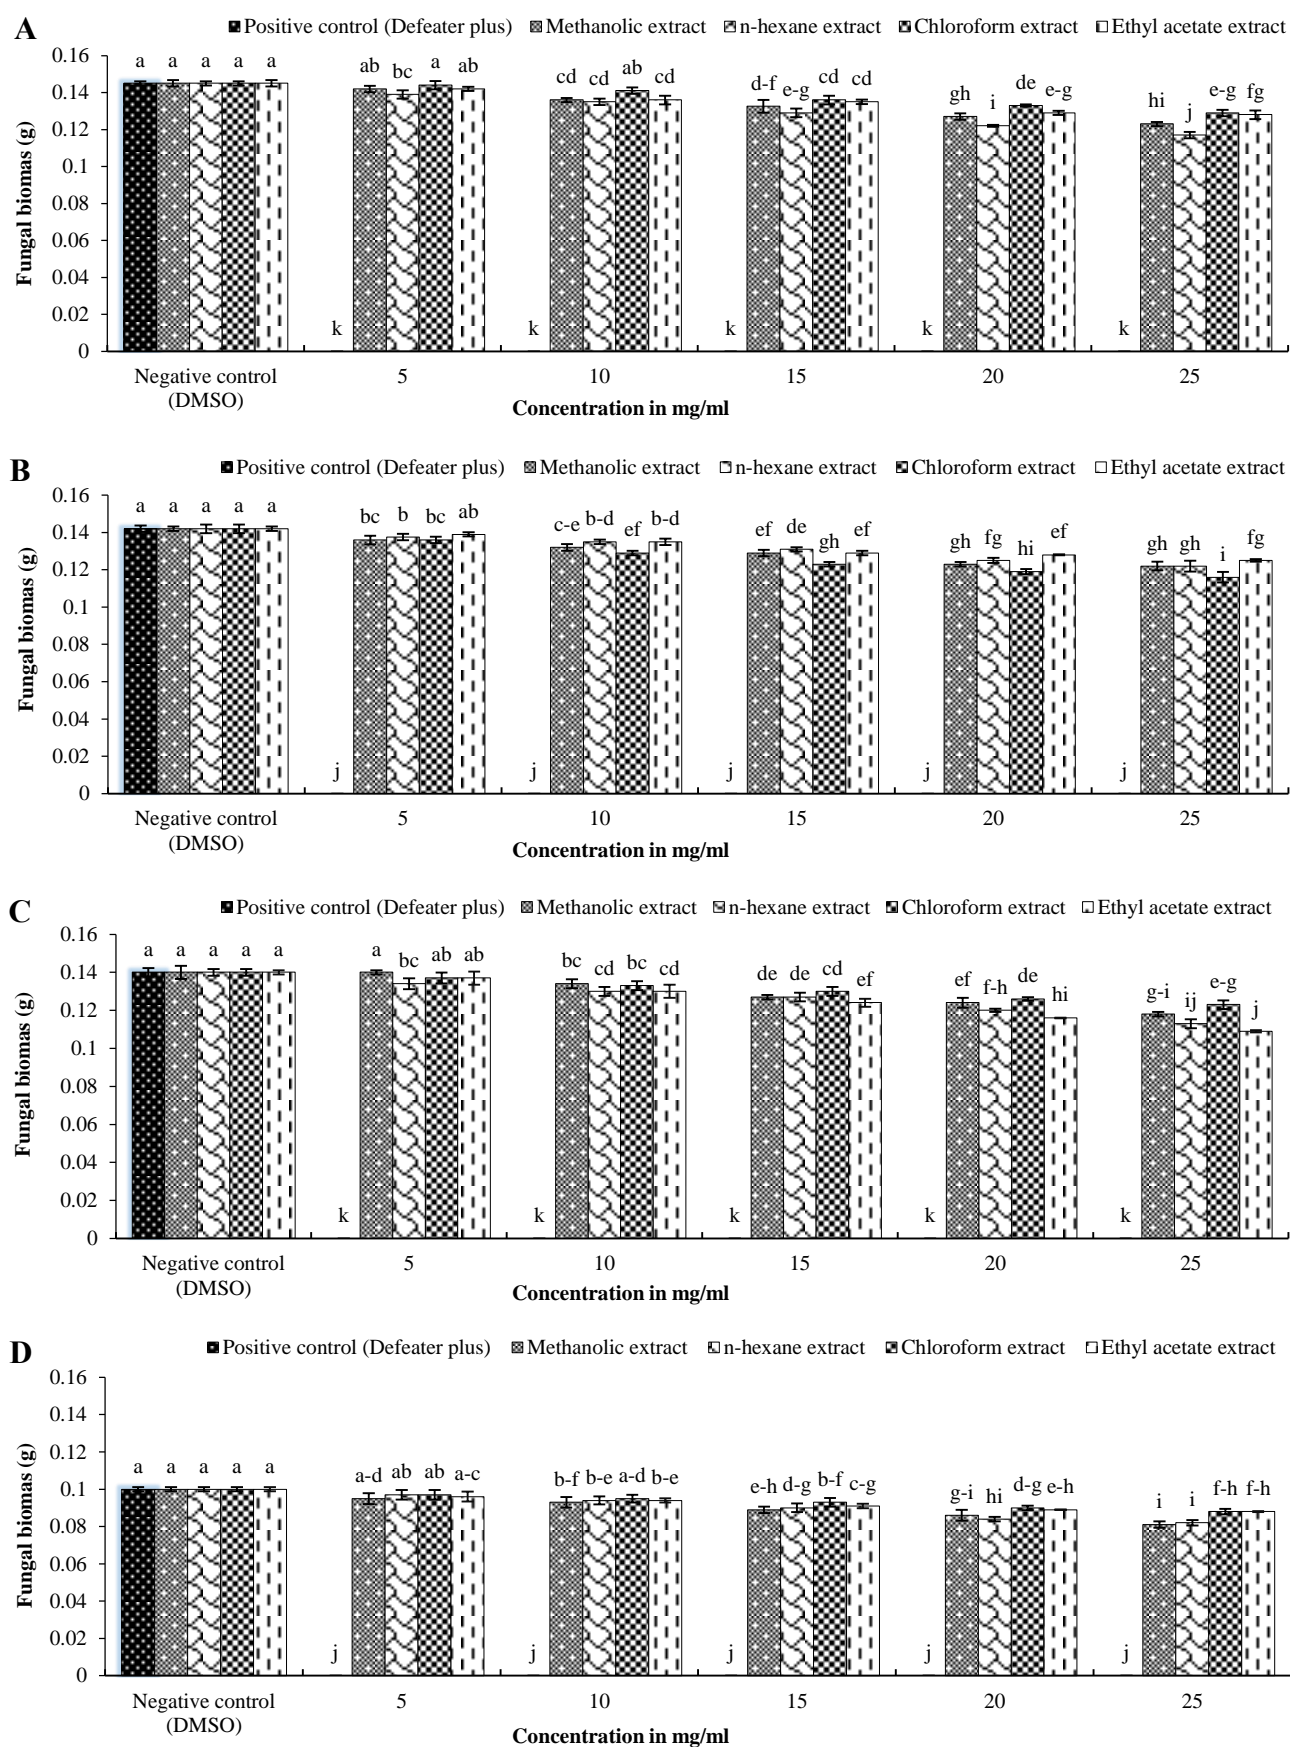 A
Positive control (Defeater plus) Methanolic extract n-hexane extract Chloroform extract Ethyl acetate extract
Fungal biomas (g)
0.16
0.14
0.12
0.1
0.08
0.06
0.04
0.02
0
a a a a a
k ab bc a ab
k cd cd ab cd
k d-f e-g cd cd
k gh i de e-g
k hi j e-g fg
Negative control (DMSO) 5 10 15 20 25
Concentration in mg/ml
B
Positive control (Defeater plus) Methanolic extract n-hexane extract Chloroform extract Ethyl acetate extract
Fungal biomas (g)
0.16
0.14
0.12
0.1
0.08
0.06
0.04
0.02
0
a a a a a
j bc b bc ab
j c-e b-d ef b-d
j ef de gh ef
j gh fg hi ef
j gh gh i fg
Negative control (DMSO) 5 10 15 20 25
Concentration in mg/ml
C
Positive control (Defeater plus) Methanolic extract n-hexane extract Chloroform extract Ethyl acetate extract
Fungal biomas (g)
0.16
0.14
0.12
0.1
0.08
0.06
0.04
0.02
0
a a a a a
k a bc ab ab
k bc cd bc cd
k de de cd ef
k ef f-h de hi
k g-i ij e-g j
Negative control (DMSO) 5 10 15 20 25
Concentration in mg/ml
D
Positive control (Defeater plus) Methanolic extract n-hexane extract Chloroform extract Ethyl acetate extract
Fungal biomas (g)
0.16
0.14
0.12
0.1
0.08
0.06
0.04
0.02
0
a a a a a
j a-d ab ab a-c
j b-f b-e a-d b-e
j e-h d-g b-f c-g
j g-i hi d-g e-h
j i i f-h f-h
Negative control (DMSO) 5 10 15 20 25
Concentration in mg/ml